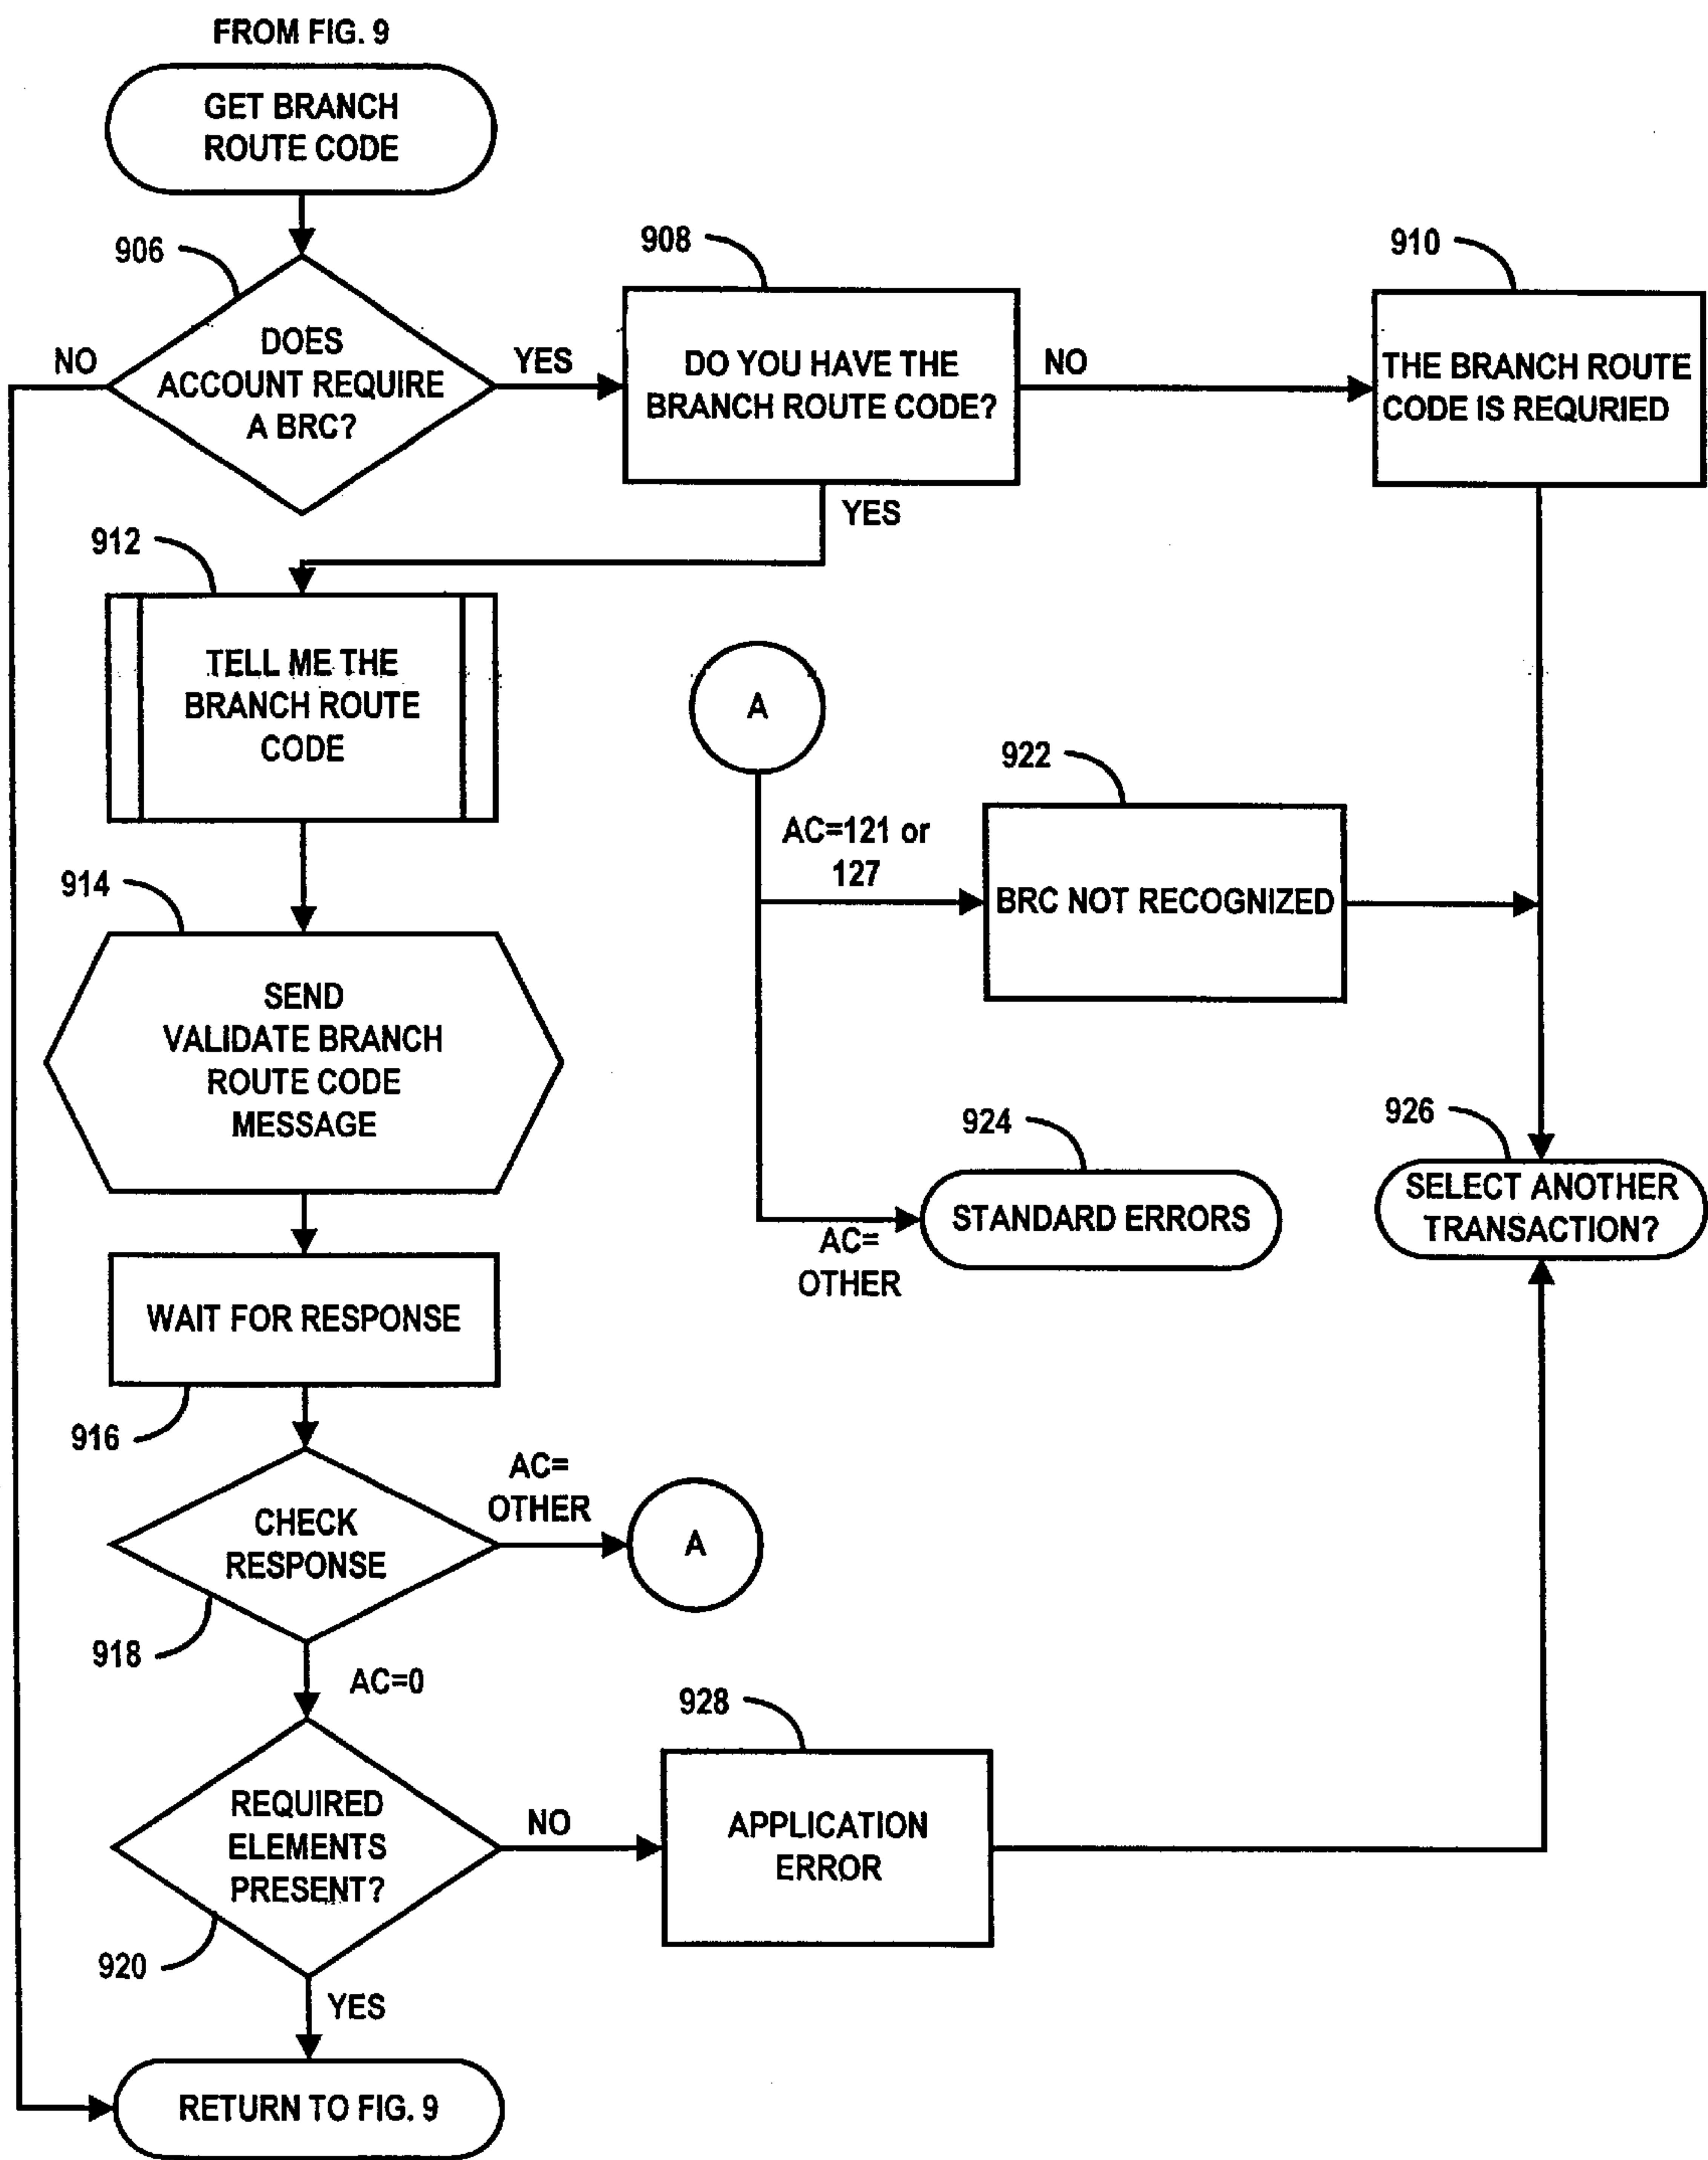 FROM FIG. 9
GET BRANCH
ROUTE CODE
906
DOES
ACCOUNT REQUIRE
A BRC?
NO
YES
908
DO YOU HAVE THE
BRANCH ROUTE CODE?
NO
YES
910
THE BRANCH ROUTE
CODE IS REQURIED
912
TELL ME THE
BRANCH ROUTE
CODE
914
SEND
VALIDATE BRANCH
ROUTE CODE
MESSAGE
WAIT FOR RESPONSE
916
CHECK
RESPONSE
918
AC=
OTHER
A
AC=0
REQUIRED
ELEMENTS
PRESENT?
920
NO
YES
928
APPLICATION
ERROR
RETURN TO FIG. 9
A
AC=121 or
127
922
BRC NOT RECOGNIZED
AC=
OTHER
924
STANDARD ERRORS
926
SELECT ANOTHER
TRANSACTION?